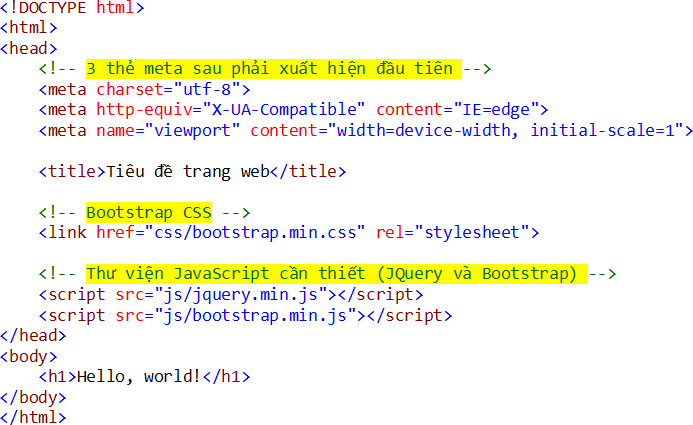 <!DOCTYPE html>
<html>
<head>
    <!-- 3 thẻ meta sau phải xuất hiện đầu tiên -->
    <meta charset="utf-8">
    <meta http-equiv="X-UA-Compatible" content="IE=edge">
    <meta name="viewport" content="width=device-width, initial-scale=1">

    <title>Tiêu đề trang web</title>

    <!-- Bootstrap CSS -->
    <link href="css/bootstrap.min.css" rel="stylesheet">

    <!-- Thư viện JavaScript cần thiết (JQuery và Bootstrap) -->
    <script src="js/jquery.min.js"></script>
    <script src="js/bootstrap.min.js"></script>
</head>
<body>
    <h1>Hello, world!</h1>
</body>
</html>